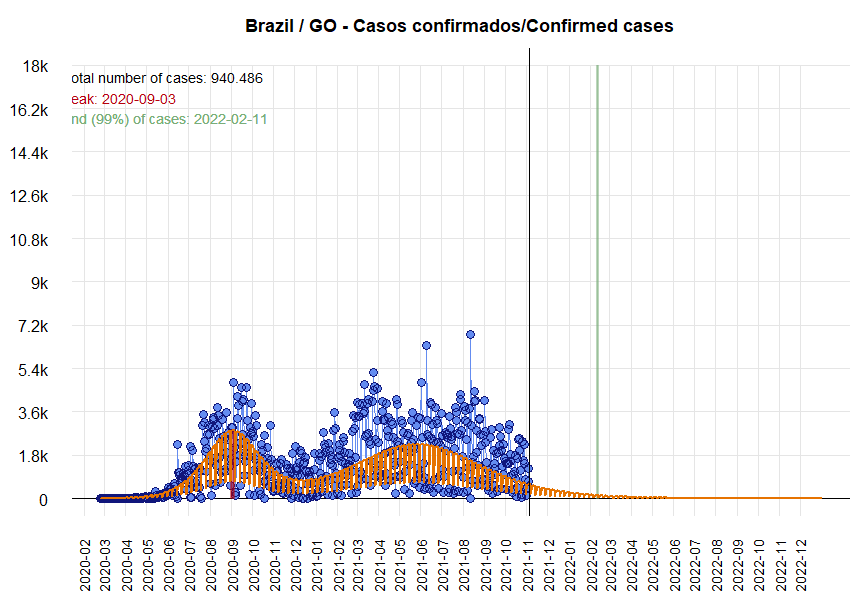 Brazil / GO - Casos confirmados/Confirmed cases
18k
otal number of cases: 940.486
eak: 2020-09-03
nd (99%) of cases: 2022-02-11
16.2k
14.4k
12.6k
10.8k
9k
7.2k
5.4k
3.6k
1.8k
0
2020-02
2020-03
2020-04
2020-05
2020-06
2020-07
2020-08
2020-09
2020-10
2020-11
2020-12
2021-01
2021-02
2021-03
2021-04
2021-05
2021-06
2021-07
2021-08
2021-09
2021-10
2021-11
2021-12
2022-01
2022-02
2022-03
2022-04
2022-05
2022-06
2022-07
2022-08
2022-09
2022-10
2022-11
2022-12